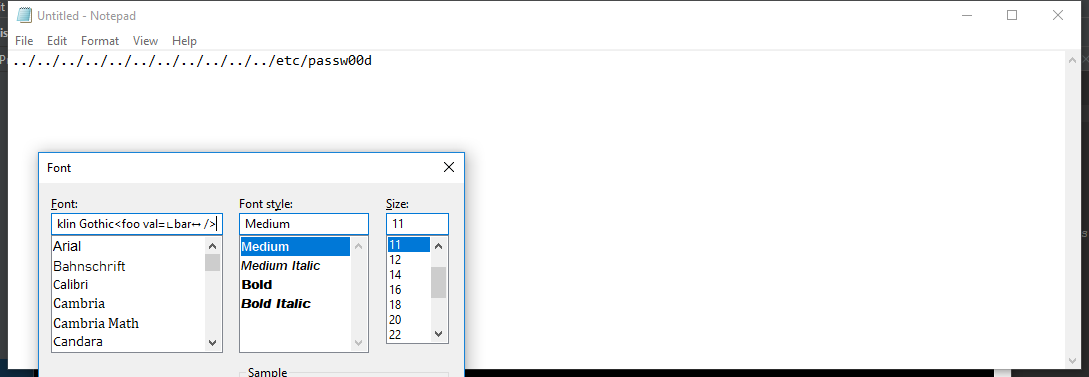 Untitled - Notepad
File Edit Format View Help
../../../../../../../../../../../etc/passw00d
Font
Font: Font style: Size:
klin Gothic<foo val=∟bar↔ /> Medium 11
Arial
Bahnschrift
Calibri
Cambria
Cambria Math
Candara
Medium
Medium Italic
Bold
Bold Italic
11
12
14
16
18
20
22
Sample